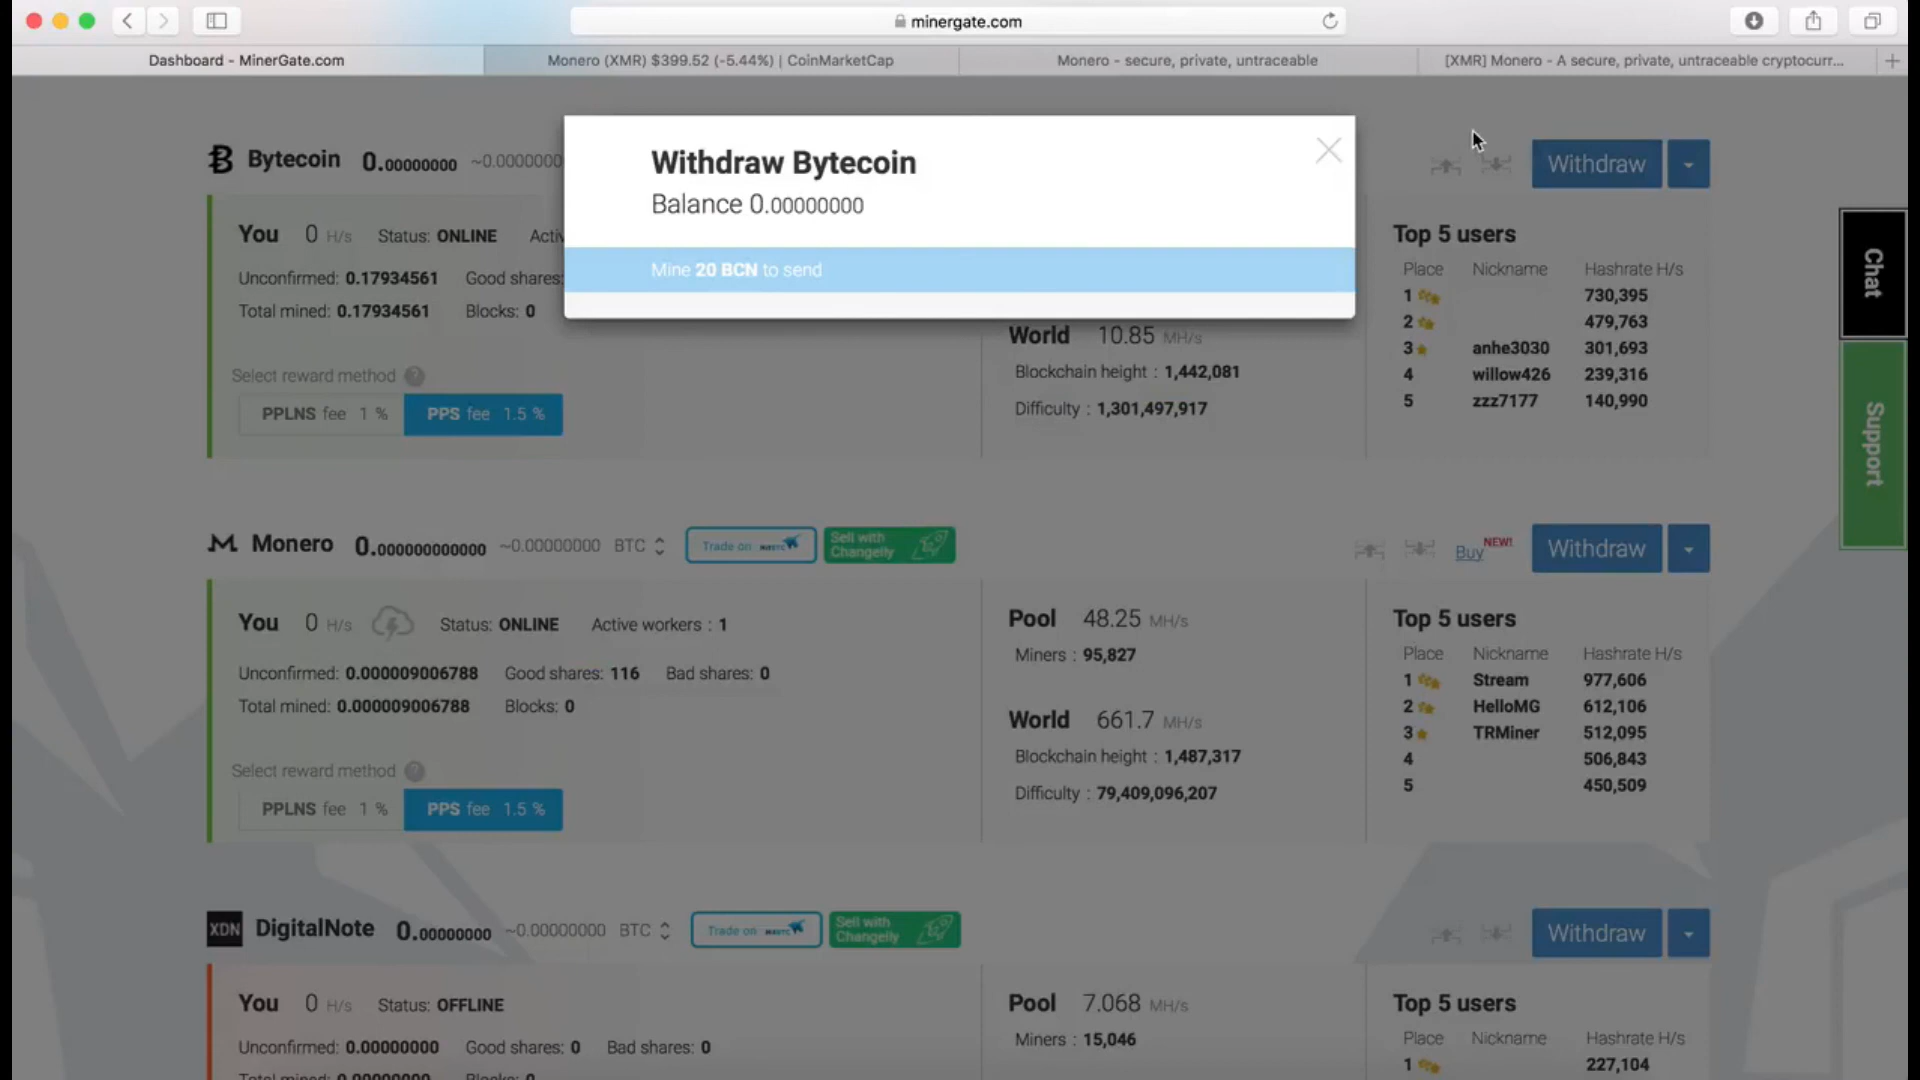 minergate.com
Dashboard - MinerGate.com
Monero (XMR) $399.52 (-5.44%) | CoinMarketCap
Monero - secure, private, untraceable
[XMR] Monero - A secure, private, untraceable cryptocurr...
Bytecoin 0.00000000 ~0.0000000
Withdraw
Withdraw Bytecoin
Balance 0.00000000
Mine 20 BCN to send
You 0 H/s Status: ONLINE Activ
Unconfirmed: 0.17934561 Good shares:
Total mined: 0.17934561 Blocks: 0
Select reward method ?
PPLNS fee 1 % PPS fee 1.5 %
World 10.85 MH/s
Blockchain height : 1,442,081
Difficulty : 1,301,497,917
Top 5 users
Place Nickname Hashrate H/s
1 730,395
2 479,763
3 anhe3030 301,693
4 willow426 239,316
5 zzz7177 140,990
Chat
Support
Monero 0.000000000000 ~0.00000000 BTC
Trade on
Sell with
Changelly
Buy NEW!
Withdraw
You 0 H/s Status: ONLINE Active workers : 1
Unconfirmed: 0.000009006788 Good shares: 116 Bad shares: 0
Total mined: 0.000009006788 Blocks: 0
Select reward method ?
PPLNS fee 1 % PPS fee 1.5 %
Pool 48.25 MH/s
Miners : 95,827
World 661.7 MH/s
Blockchain height : 1,487,317
Difficulty : 79,409,096,207
Top 5 users
Place Nickname Hashrate H/s
1 Stream 977,606
2 HelloMG 612,106
3 TRMiner 512,095
4 506,843
5 450,509
XDN DigitalNote 0.00000000 ~0.00000000 BTC
Trade on
Sell with
Changelly
Withdraw
You 0 H/s Status: OFFLINE
Unconfirmed: 0.00000000 Good shares: 0 Bad shares: 0
Total mined: 0.00000000 Blocks: 0
Pool 7.068 MH/s
Miners : 15,046
Top 5 users
Place Nickname Hashrate H/s
1 227,104